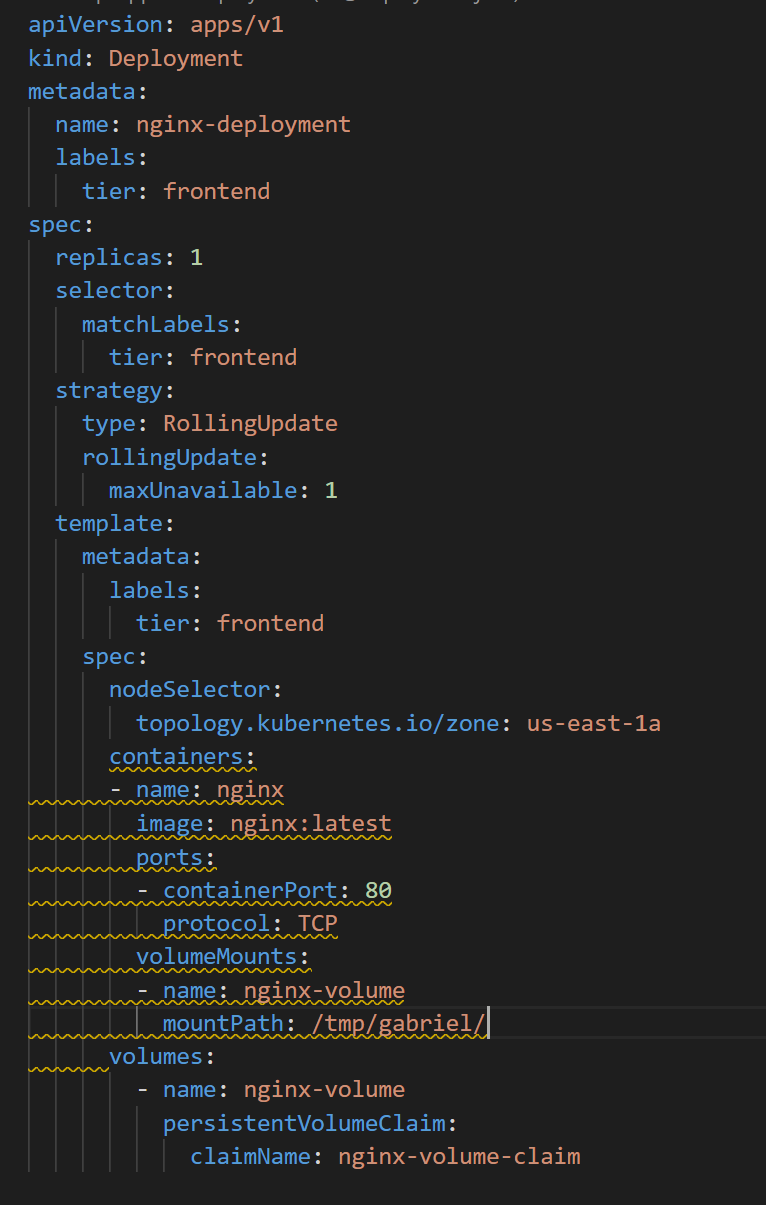 apiVersion: apps/v1
kind: Deployment
metadata:
  name: nginx-deployment
  labels:
    tier: frontend
spec:
  replicas: 1
  selector:
    matchLabels:
      tier: frontend
  strategy:
    type: RollingUpdate
    rollingUpdate:
      maxUnavailable: 1
  template:
    metadata:
      labels:
        tier: frontend
    spec:
      nodeSelector:
        topology.kubernetes.io/zone: us-east-1a
      containers:
      - name: nginx
        image: nginx:latest
        ports:
        - containerPort: 80
          protocol: TCP
        volumeMounts:
        - name: nginx-volume
          mountPath: /tmp/gabriel/
      volumes:
        - name: nginx-volume
          persistentVolumeClaim:
            claimName: nginx-volume-claim